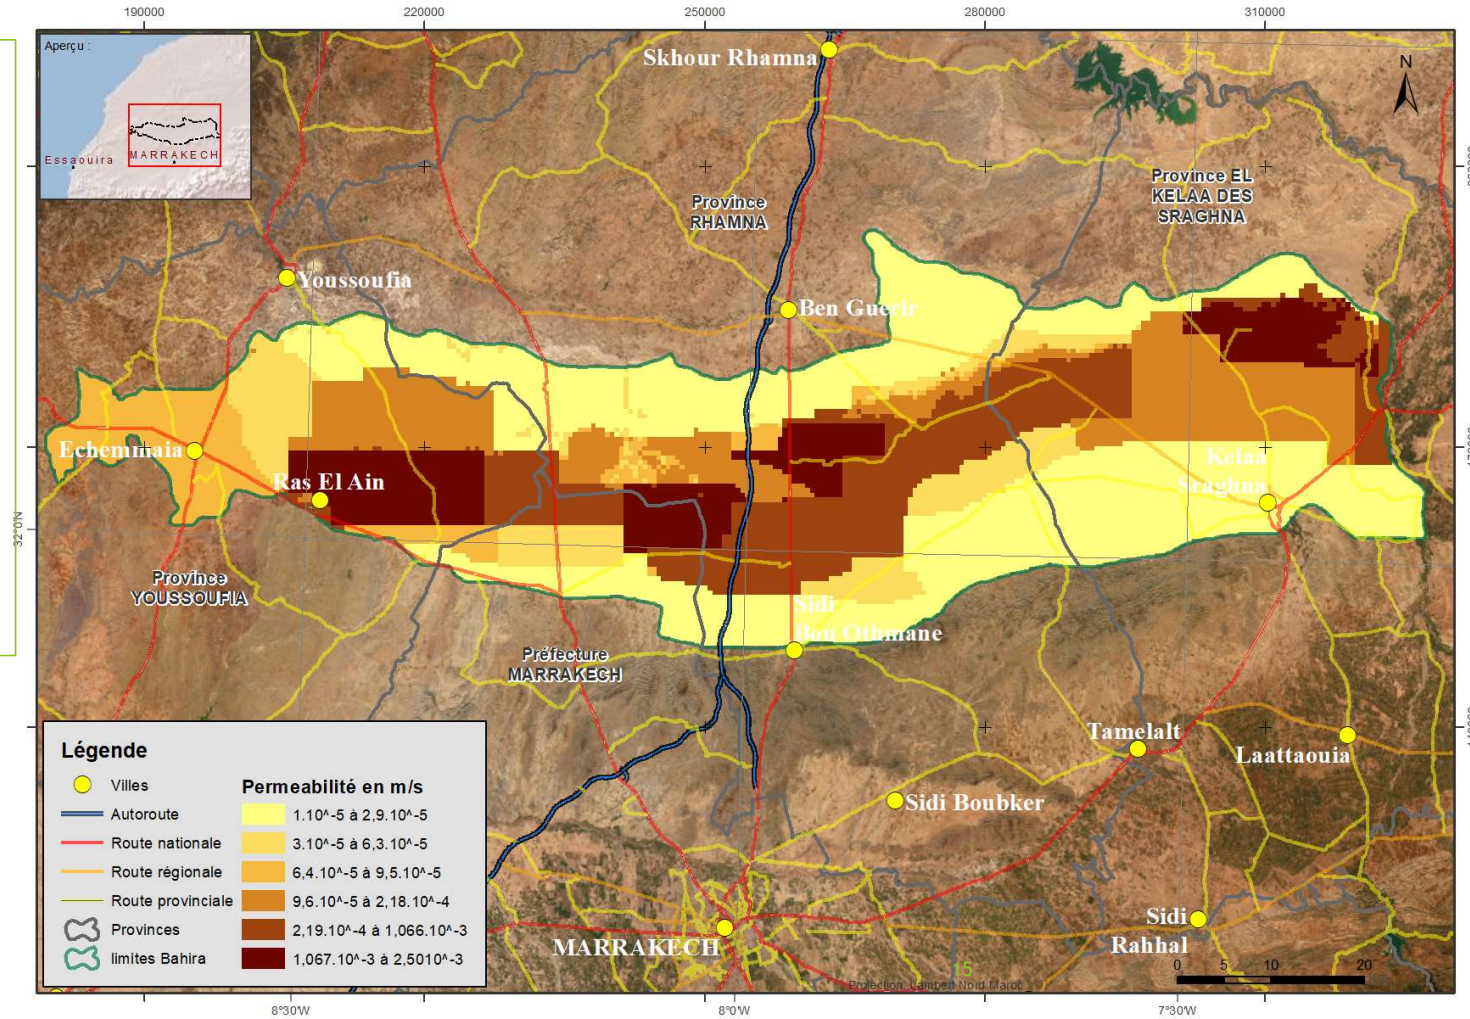 190000
220000
250000
280000
310000
Aperçu :
Essaouira
MARRAKECH
N
Skhour Rhamna
Province EL
KELAA DES
SRAGHNA
Province
RHAMNA
Youssoufia
Ben Guerir
Echemmaia
Ras El Ain
Kelaa
Sraghna
32°0'N
Province
YOUSSOUFIA
Sidi
Bou Othmane
Préfecture
MARRAKECH
Tamelalt
Laattaouia
Sidi Boubker
Sidi
Rahhal
MARRAKECH
Légende
Villes
Autoroute
Route nationale
Route régionale
Route provinciale
Provinces
limites Bahira
Permeabilité en m/s
1.10^-5 à 2,9.10^-5
3.10^-5 à 6,3.10^-5
6,4.10^-5 à 9,5.10^-5
9,6.10^-5 à 2,18.10^-4
2,19.10^-4 à 1,066.10^-3
1,067.10^-3 à 2,5010^-3
15
Projection: Lambert Nord Maroc
0 5 10 20
8°30'W
8°0'W
7°30'W